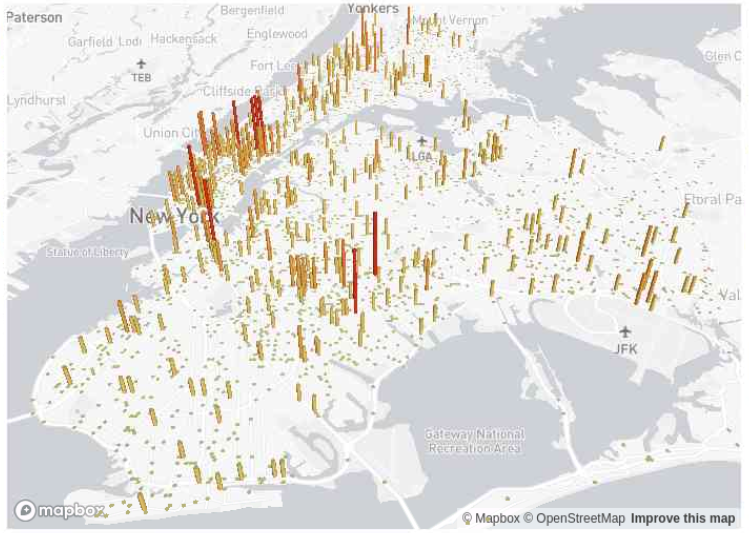 Bergenfield
Yonkers
Paterson
Mount Vernon
Garfield Lodi Hackensack
Englewood
TEB
Fort Lee
Glen C
Cliffside Park
Lyndhurst
Union City
LGA
Floral Pa
New York
Statue of Liberty
Val
JFK
Gateway National
Recreation Area
mapbox
© Mapbox © OpenStreetMap Improve this map